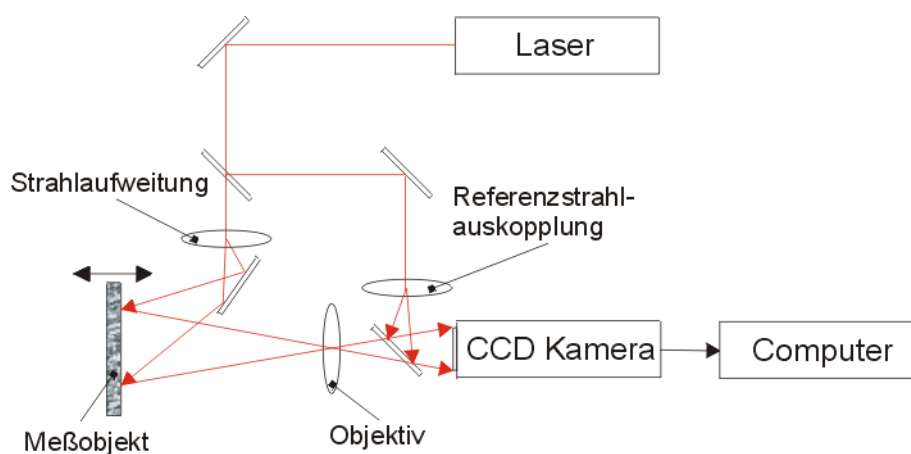 Laser
Strahlaufweitung
Referenzstrahl-
auskopplung
CCD Kamera
Computer
Meßobjekt
Objektiv